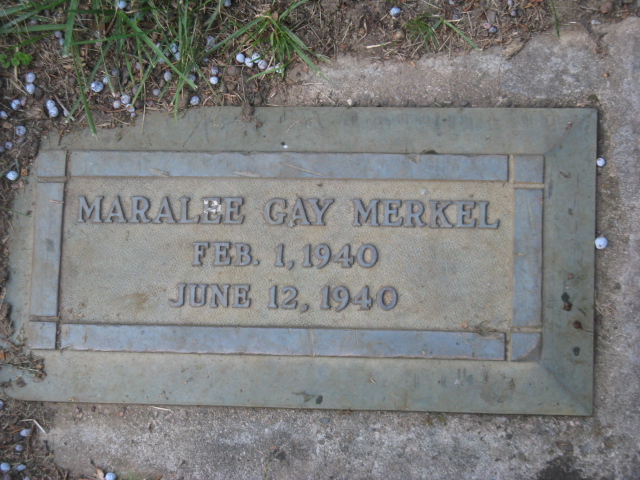 MARALEE GAY MERKEL
FEB. 1, 1940
JUNE 12, 1940